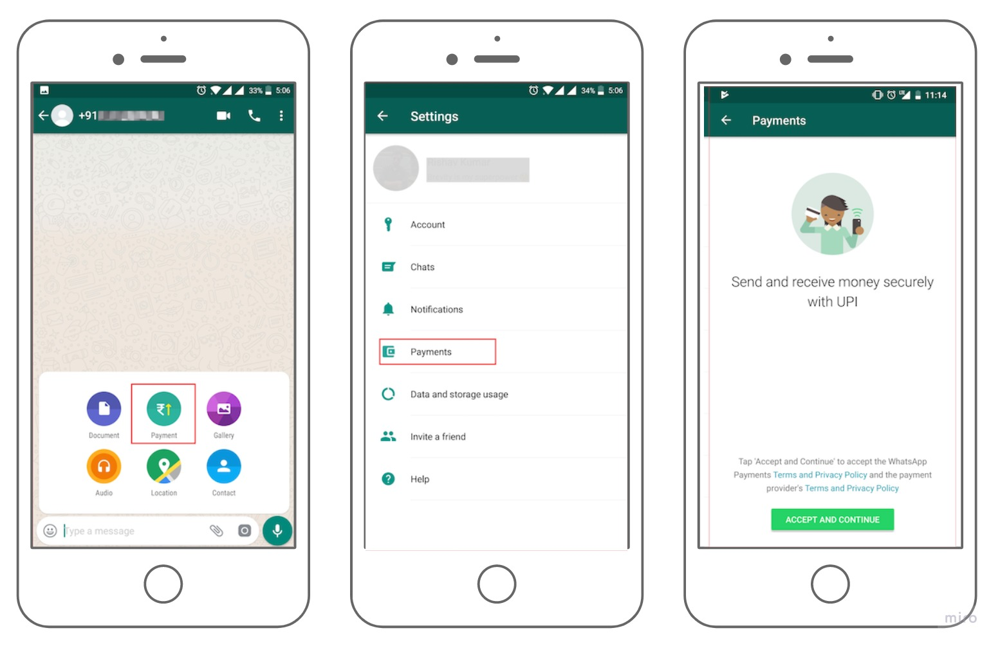 33% 5:06
+91
Document
Payment
Gallery
Audio
Location
Contact
Type a message
34% 5:06
Settings
Account
Chats
Notifications
Payments
Data and storage usage
Invite a friend
Help
LTE 11:14
Payments
Send and receive money securely
with UPI
Tap 'Accept and Continue' to accept the WhatsApp
Payments Terms and Privacy Policy and the payment
provider's Terms and Privacy Policy
ACCEPT AND CONTINUE
miro